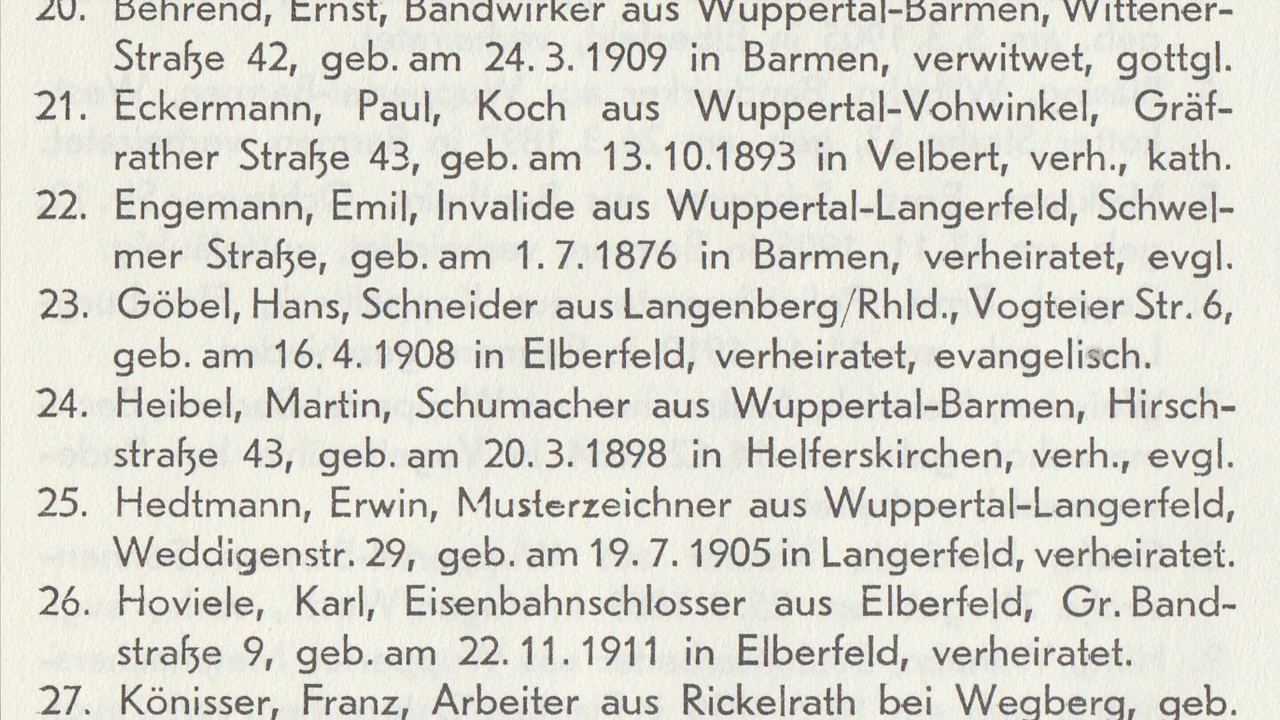 20. Behrend, Ernst, Bandwirker aus Wuppertal-Barmen, Wittener-
Straße 42, geb. am 24. 3. 1909 in Barmen, verwitwet, gottgl.
21. Eckermann, Paul, Koch aus Wuppertal-Vohwinkel, Gräf-
rather Straße 43, geb. am 13. 10. 1893 in Velbert, verh., kath.
22. Engemann, Emil, Invalide aus Wuppertal-Langerfeld, Schwel-
mer Straße, geb. am 1. 7. 1876 in Barmen, verheiratet, evgl.
23. Göbel, Hans, Schneider aus Langenberg/Rhld., Vogteier Str. 6,
geb. am 16. 4. 1908 in Elberfeld, verheiratet, evangelisch.
24. Heibel, Martin, Schumacher aus Wuppertal-Barmen, Hirsch-
straße 43, geb. am 20. 3. 1898 in Helferskirchen, verh., evgl.
25. Hedtmann, Erwin, Musterzeichner aus Wuppertal-Langerfeld,
Weddigenstr 29, geb. am 19. 7. 1905 in Langerfeld, verheiratet.
26. Hoviele, Karl, Eisenbahnschlosser aus Elberfeld, Gr. Band-
straße 9, geb. am 22 11. 1911 in Elberfeld, verheiratet.
27. Könisser, Franz, Arbeiter aus Rickelrath bei Wegberg, geb.